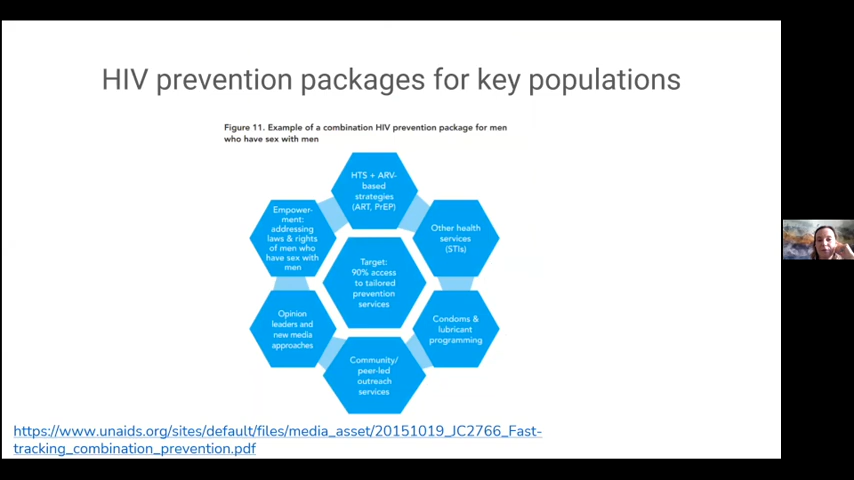 HIV prevention packages for key populations
Figure 11. Example of a combination HIV prevention package for men
who have sex with men
HTS + ARV-
based
strategies
(ART, PrEP)
Empower-
ment:
addressing
laws & rights
of men who
have sex with
men
Other health
services
(STIs)
Target:
90% access
to tailored
prevention
services
Opinion
leaders and
new media
approaches
Condoms &
lubricant
programming
Community/
peer-led
outreach
services
https://www.unaids.org/sites/default/files/media_asset/20151019_JC2766_Fast-
tracking_combination_prevention.pdf